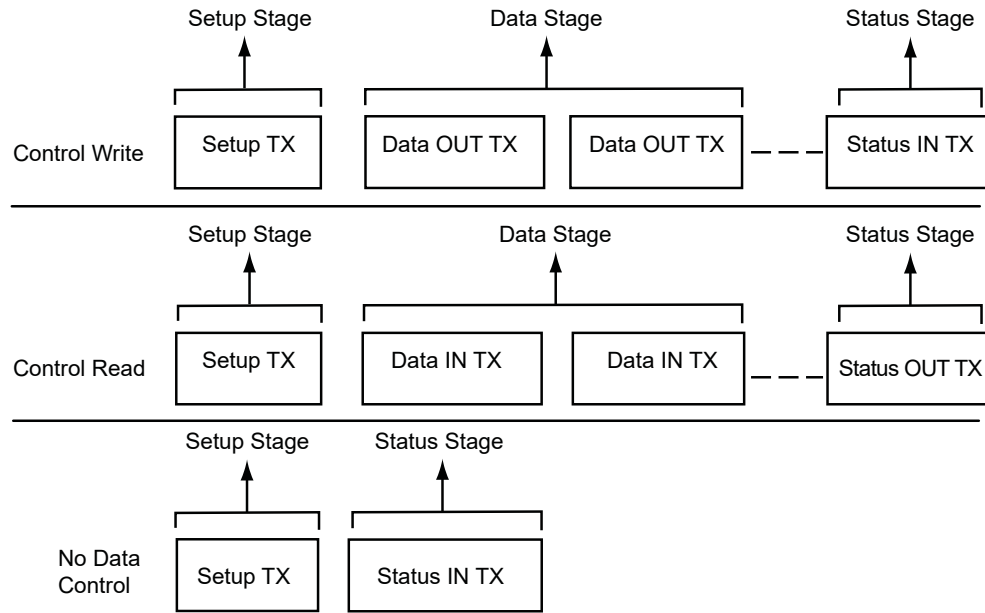 Setup Stage Data Stage Status Stage
Control Write Setup TX Data OUT TX Data OUT TX Status IN TX
Setup Stage Data Stage Status Stage
Control Read Setup TX Data IN TX Data IN TX Status OUT TX
Setup Stage Status Stage
No Data
Control
Setup TX Status IN TX